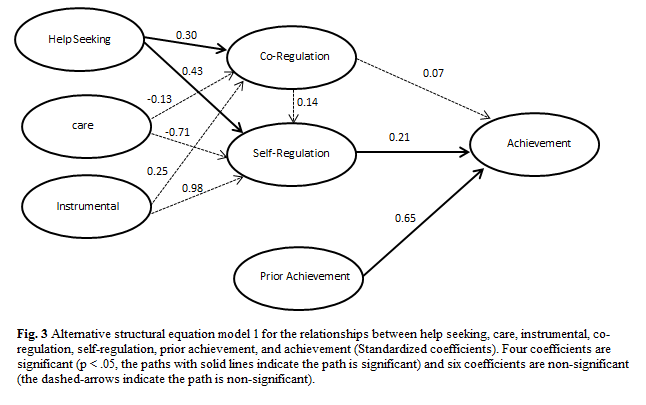 Help Seeking
0.30
Co-Regulation
0.43
0.07
-0.13
0.14
care
-0.71
Self-Regulation
0.21
Achievement
0.25
0.98
Instrumental
0.65
Prior Achievement
Fig. 3 Alternative structural equation model 1 for the relationships between help seeking, care, instrumental, co-
regulation, self-regulation, prior achievement, and achievement (Standardized coefficients). Four coefficients are
significant (p < .05, the paths with solid lines indicate the path is significant) and six coefficients are non-significant
(the dashed-arrows indicate the path is non-significant).